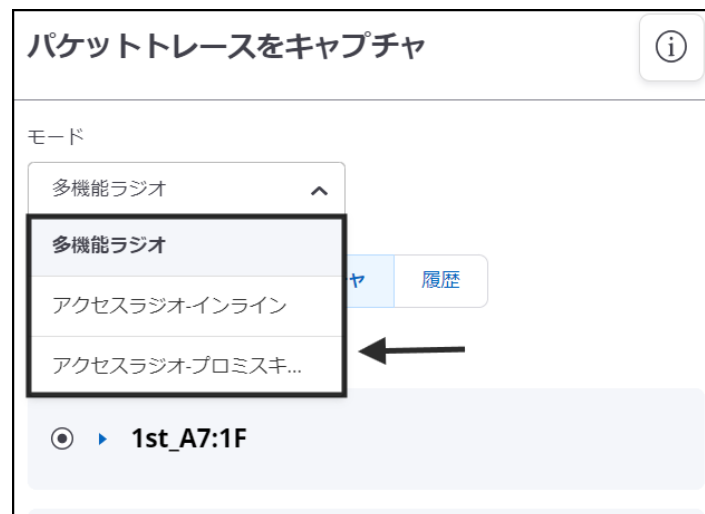 パケットトレースをキャプチャ
モード
多機能ラジオ
多機能ラジオ
アクセスラジオ-インライン
ャ 履歴
アクセスラジオ-プロミスキ...
1st_A7:1F